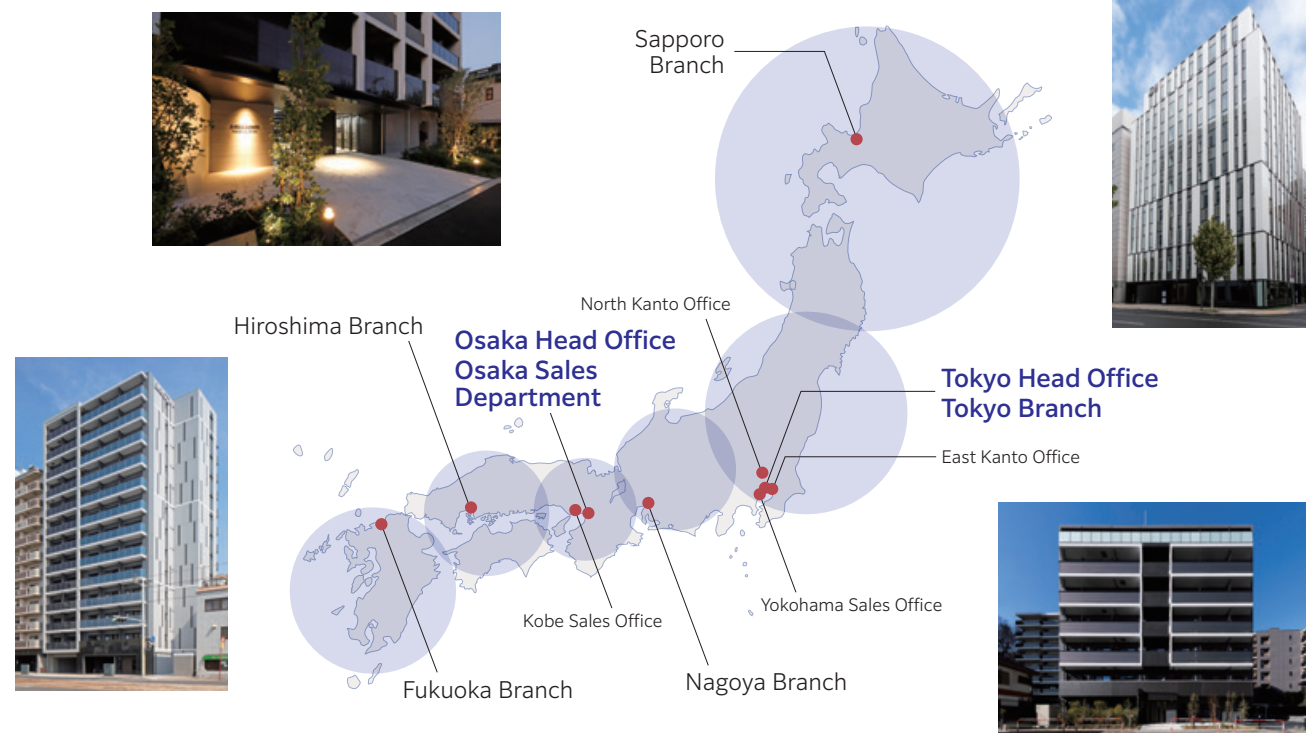 Sapporo
Branch
North Kanto Office
Hiroshima Branch
Osaka Head Office
Osaka Sales
Department
Tokyo Head Office
Tokyo Branch
East Kanto Office
Yokohama Sales Office
Kobe Sales Office
Nagoya Branch
Fukuoka Branch